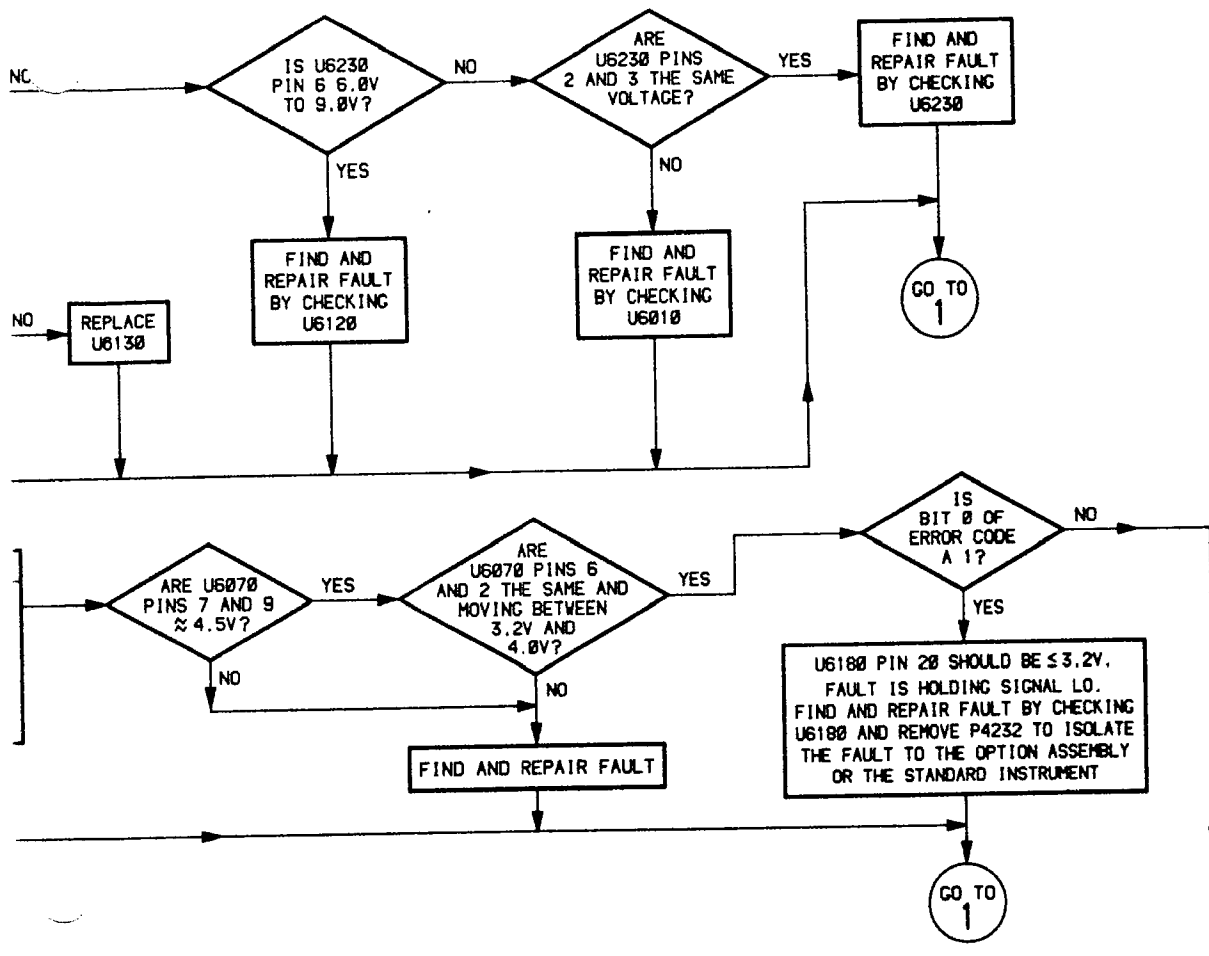 NO
IS U6230
PIN 6 6.0V
TO 9.0V?
NO
ARE
U6230 PINS
2 AND 3 THE SAME
VOLTAGE?
YES
FIND AND
REPAIR FAULT
BY CHECKING
U6230
YES
NO
FIND AND
REPAIR FAULT
BY CHECKING
U6120
FIND AND
REPAIR FAULT
BY CHECKING
U6010
GO TO
1
NO
REPLACE
U6130
ARE U6070
PINS 7 AND 9
≈ 4.5V?
YES
NO
ARE
U6070 PINS 6
AND 2 THE SAME AND
MOVING BETWEEN
3.2V AND
4.0V?
YES
NO
FIND AND REPAIR FAULT
IS
BIT 0 OF
ERROR CODE
A 1?
NO
YES
U6180 PIN 20 SHOULD BE ≤3.2V.
FAULT IS HOLDING SIGNAL LO.
FIND AND REPAIR FAULT BY CHECKING
U6180 AND REMOVE P4232 TO ISOLATE
THE FAULT TO THE OPTION ASSEMBLY
OR THE STANDARD INSTRUMENT
GO TO
1